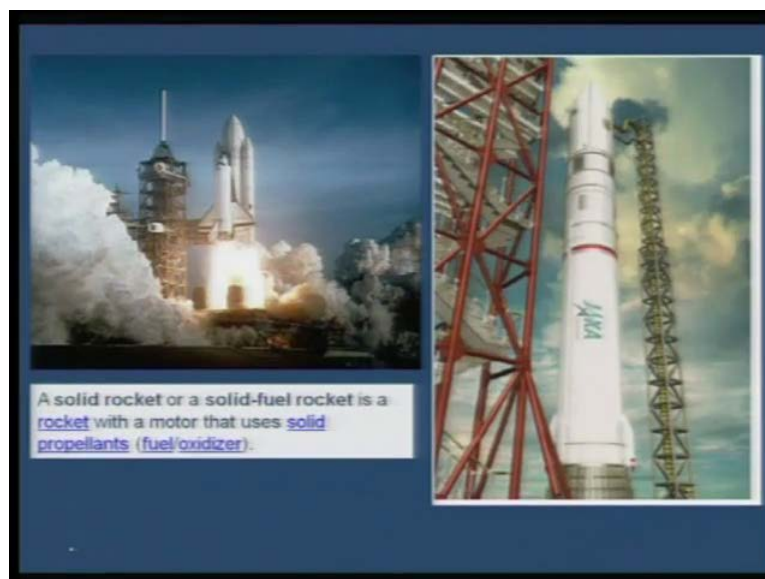 A solid rocket or a solid-fuel rocket is a
rocket with a motor that uses solid
propellants (fuel/oxidizer).